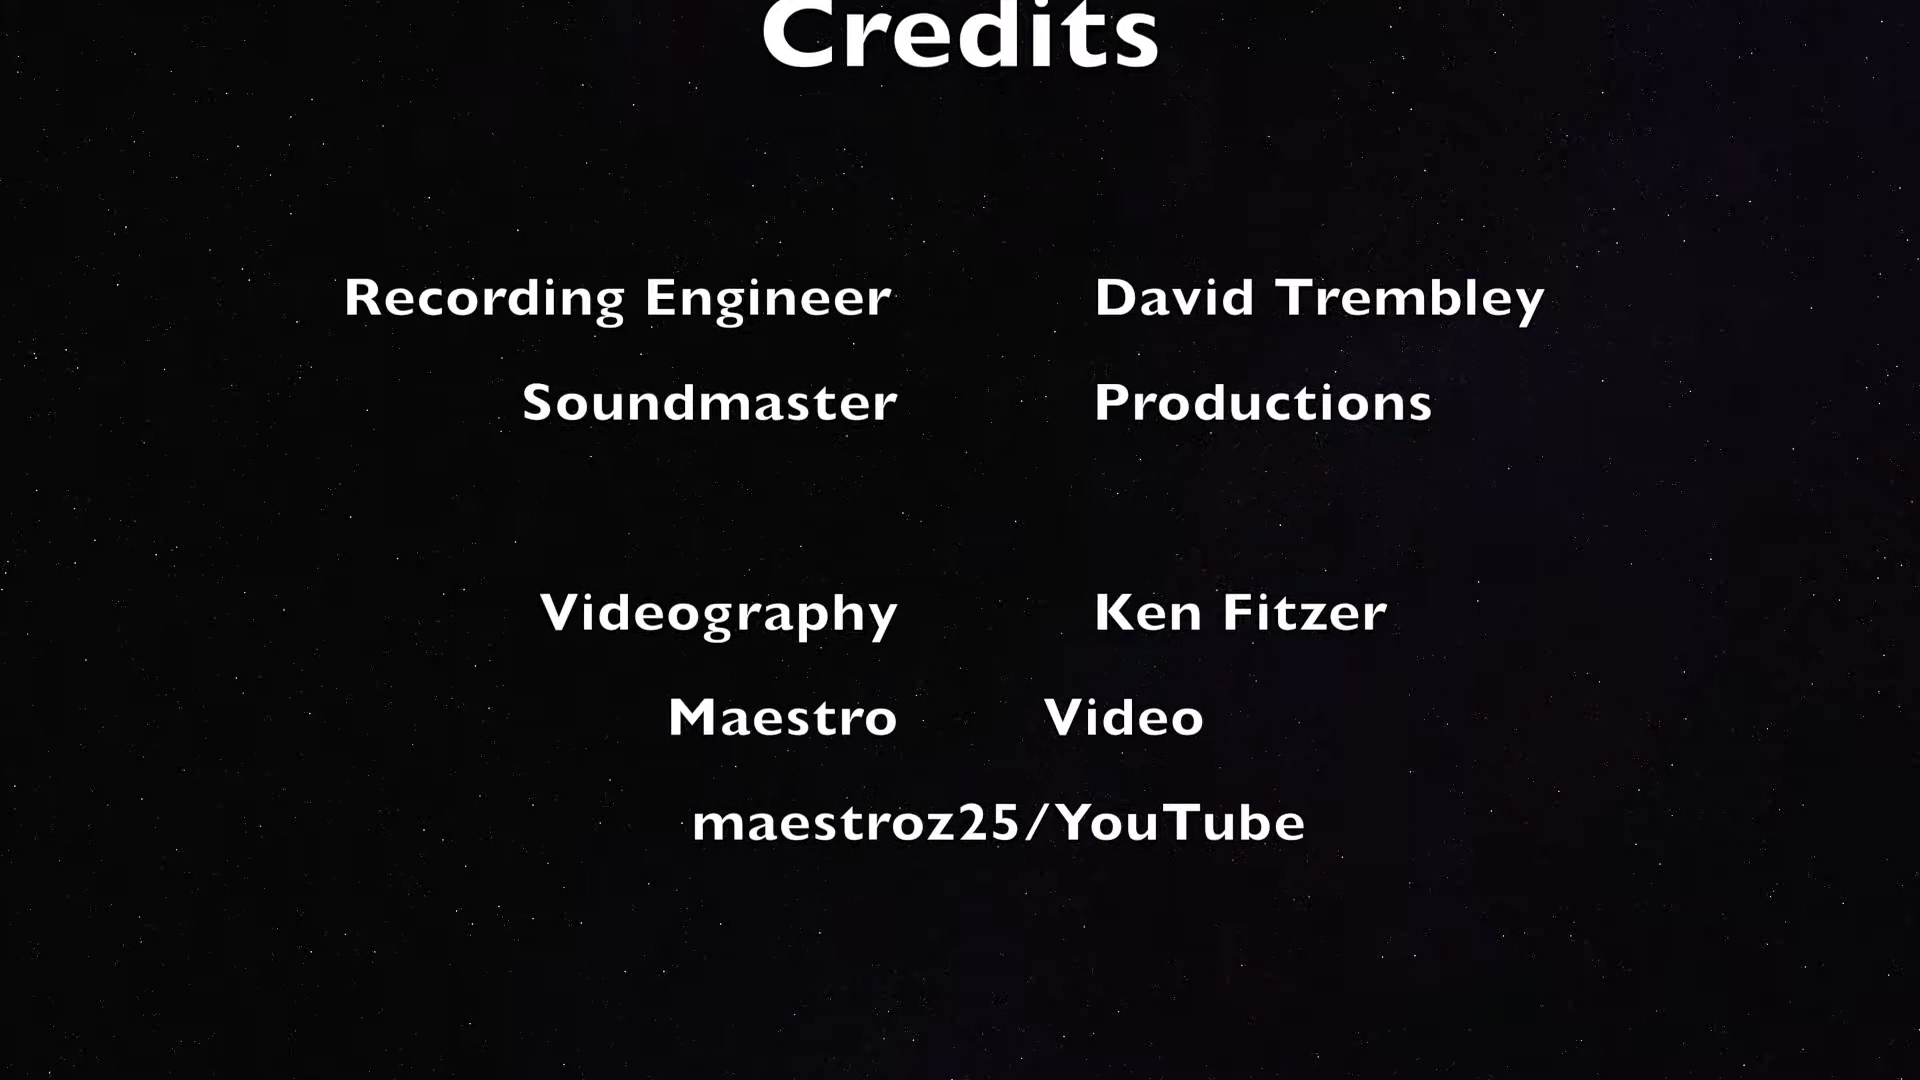 Credits
Recording Engineer David Trembley
Soundmaster Productions
Videography Ken Fitzer
Maestro Video
maestroz25/YouTube